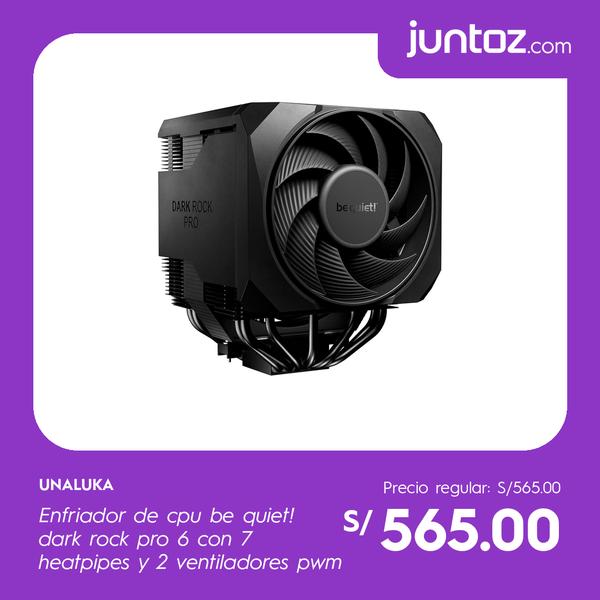 juntoz.com
DARK ROCK
PRO
be quiet!
UNALUKA
Enfriador de cpu be quiet!
dark rock pro 6 con 7
heatpipes y 2 ventiladores pwm
Precio regular: S/565.00
S/ 565.00